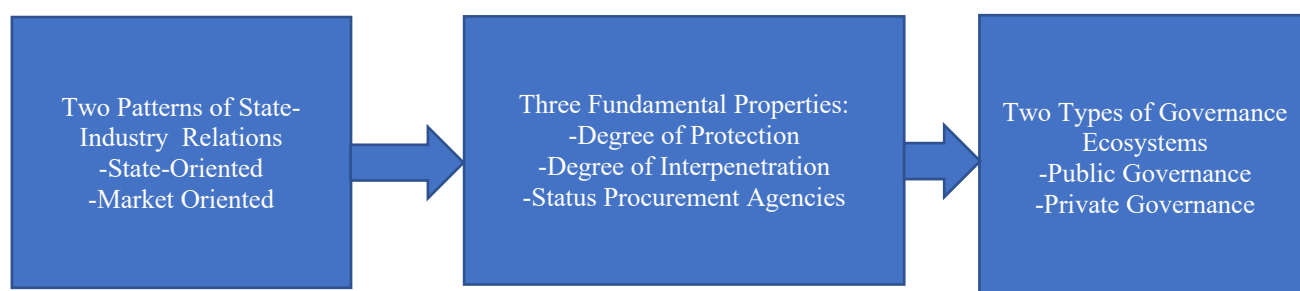 Two Patterns of State-
Industry Relations
-State-Oriented
-Market Oriented
Three Fundamental Properties:
-Degree of Protection
-Degree of Interpenetration
-Status Procurement Agencies
Two Types of Governance
Ecosystems
-Public Governance
-Private Governance